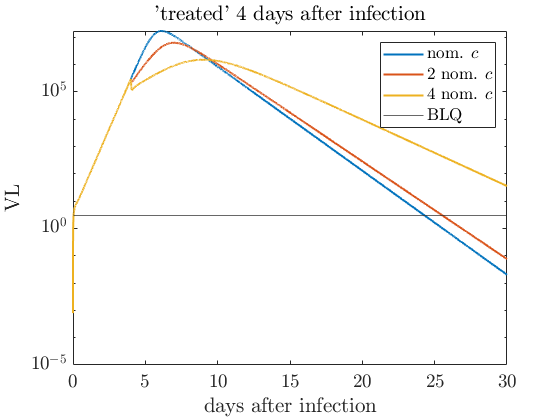 'treated' 4 days after infection
nom. c
2 nom. c
4 nom. c
BLQ
VL
10^5
10^0
10^-5
0 5 10 15 20 25 30
days after infection